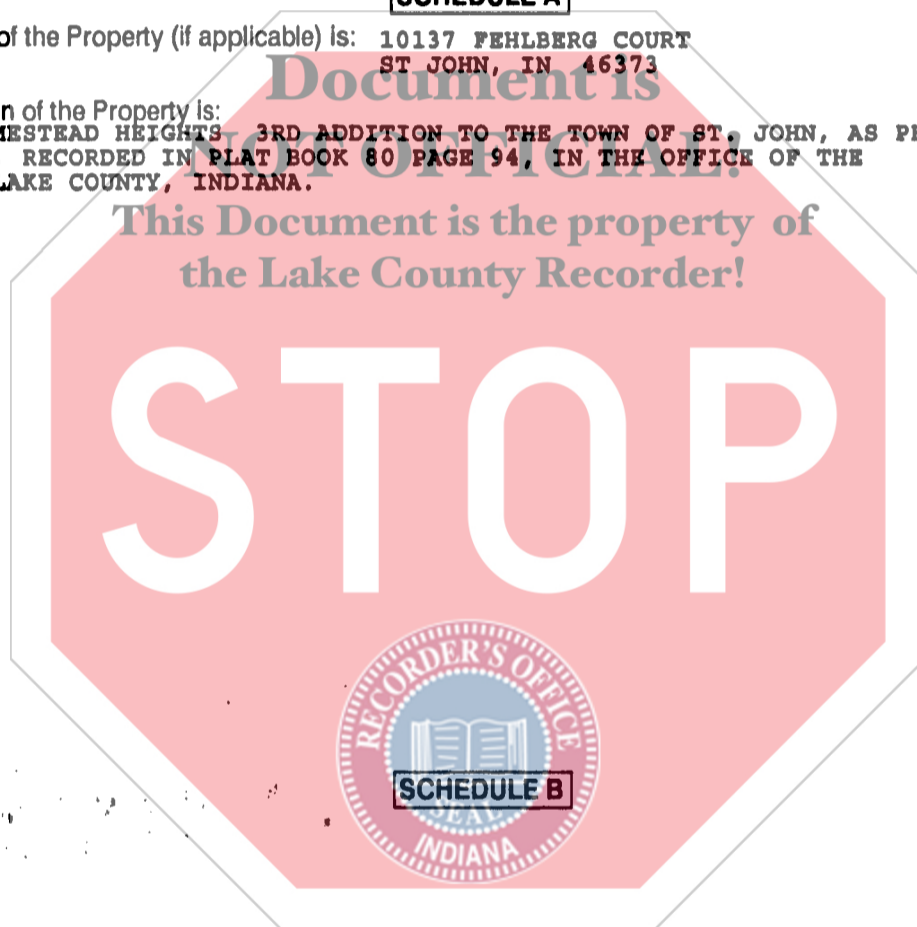 SCHEDULE A
of the Property (if applicable) is: 10137 FEHLBERG COURT
ST JOHN, IN 46373
Document is
n of the Property is:
MESTEAD HEIGHTS 3RD ADDITION TO THE TOWN OF ST. JOHN, AS PE
NOT OFFICIAL!
RECORDED IN PLAT BOOK 80 PAGE 94, IN THE OFFICE OF THE
LAKE COUNTY, INDIANA.
This Document is the property of
the Lake County Recorder!
STOP
RECORDER'S OFFICE
SCHEDULE B
SEAL
INDIANA